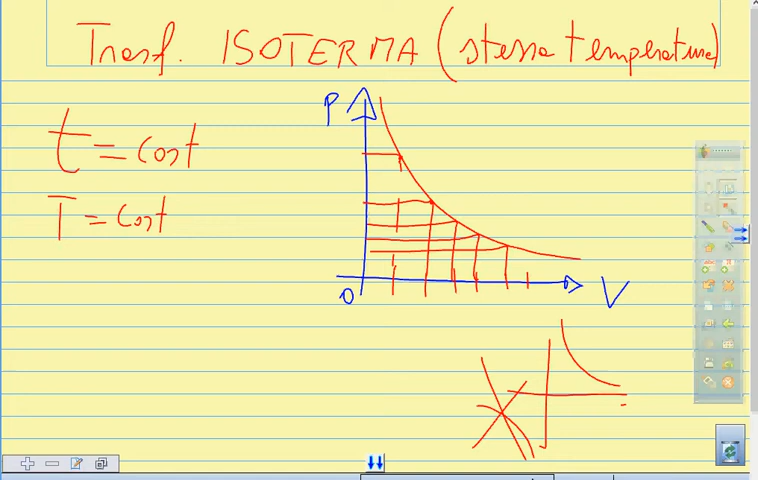 Trasf. ISOTERMA (stessa temperatura)
P
t = cost
T = cost
0
V